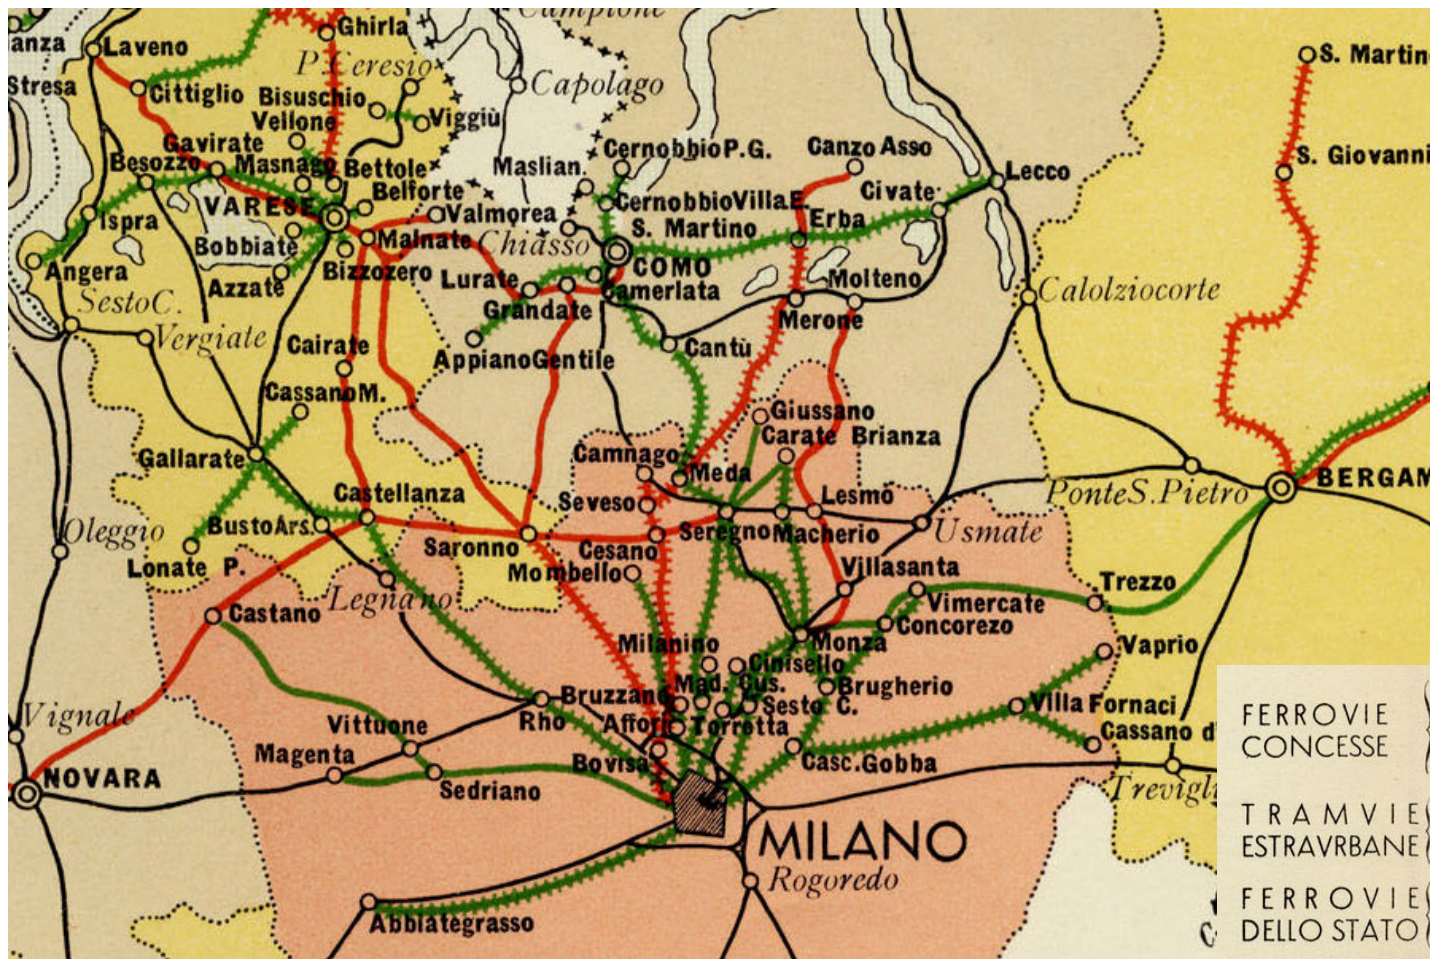 Campione
Ghirla
anza
Laveno
P. Ceresio
Stresa
Cittiglio
Bisuschio
Capolago
S. Martin
Viggiù
Vellone
Gavirate
Besozzo
Masnago
Bettole
Maslian.
Cernobbio P.G.
Canzo Asso
S. Giovanni
Lecco
Belforte
Civate
VARESE
Valmorea
Cernobbio Villa E.
Erba
Ispra
S. Martino
Bobbiate
Malnate
Chiasso
Angera
Bizzozero
COMO
Azzate
Lurate
Camerlata
Molteno
Calolziocorte
Sesto C.
Grandate
Merone
Vergiate
Cairate
Cantù
Appiano Gentile
Cassano M.
Giussano
Carate Brianza
Gallarate
Camnago
Meda
BERGAM
Castellanza
Seveso
Lesmo
Ponte S. Pietro
Oleggio
Busto Ars.
Saronno
Cesano
Seregno
Macherio
Usmate
Lonate P.
Mombello
Villasanta
Trezzo
Castano
Legnano
Vimercate
Concorezo
Milanino
Monza
Vaprio
Cinisello
Bruzzano
Mad. Cus.
Brugherio
Vignale
Rho
Sesto C.
Villa Fornaci
Vittuone
Affori
Torretta
Cassano d'
Magenta
Bovisa
Casc. Gobba
NOVARA
Sedriano
Trevigli
MILANO
Rogoredo
Abbiategrasso
FERROVIE
CONCESSE
TRAMVIE
ESTRAVRBANE
FERROVIE
DELLO STATO